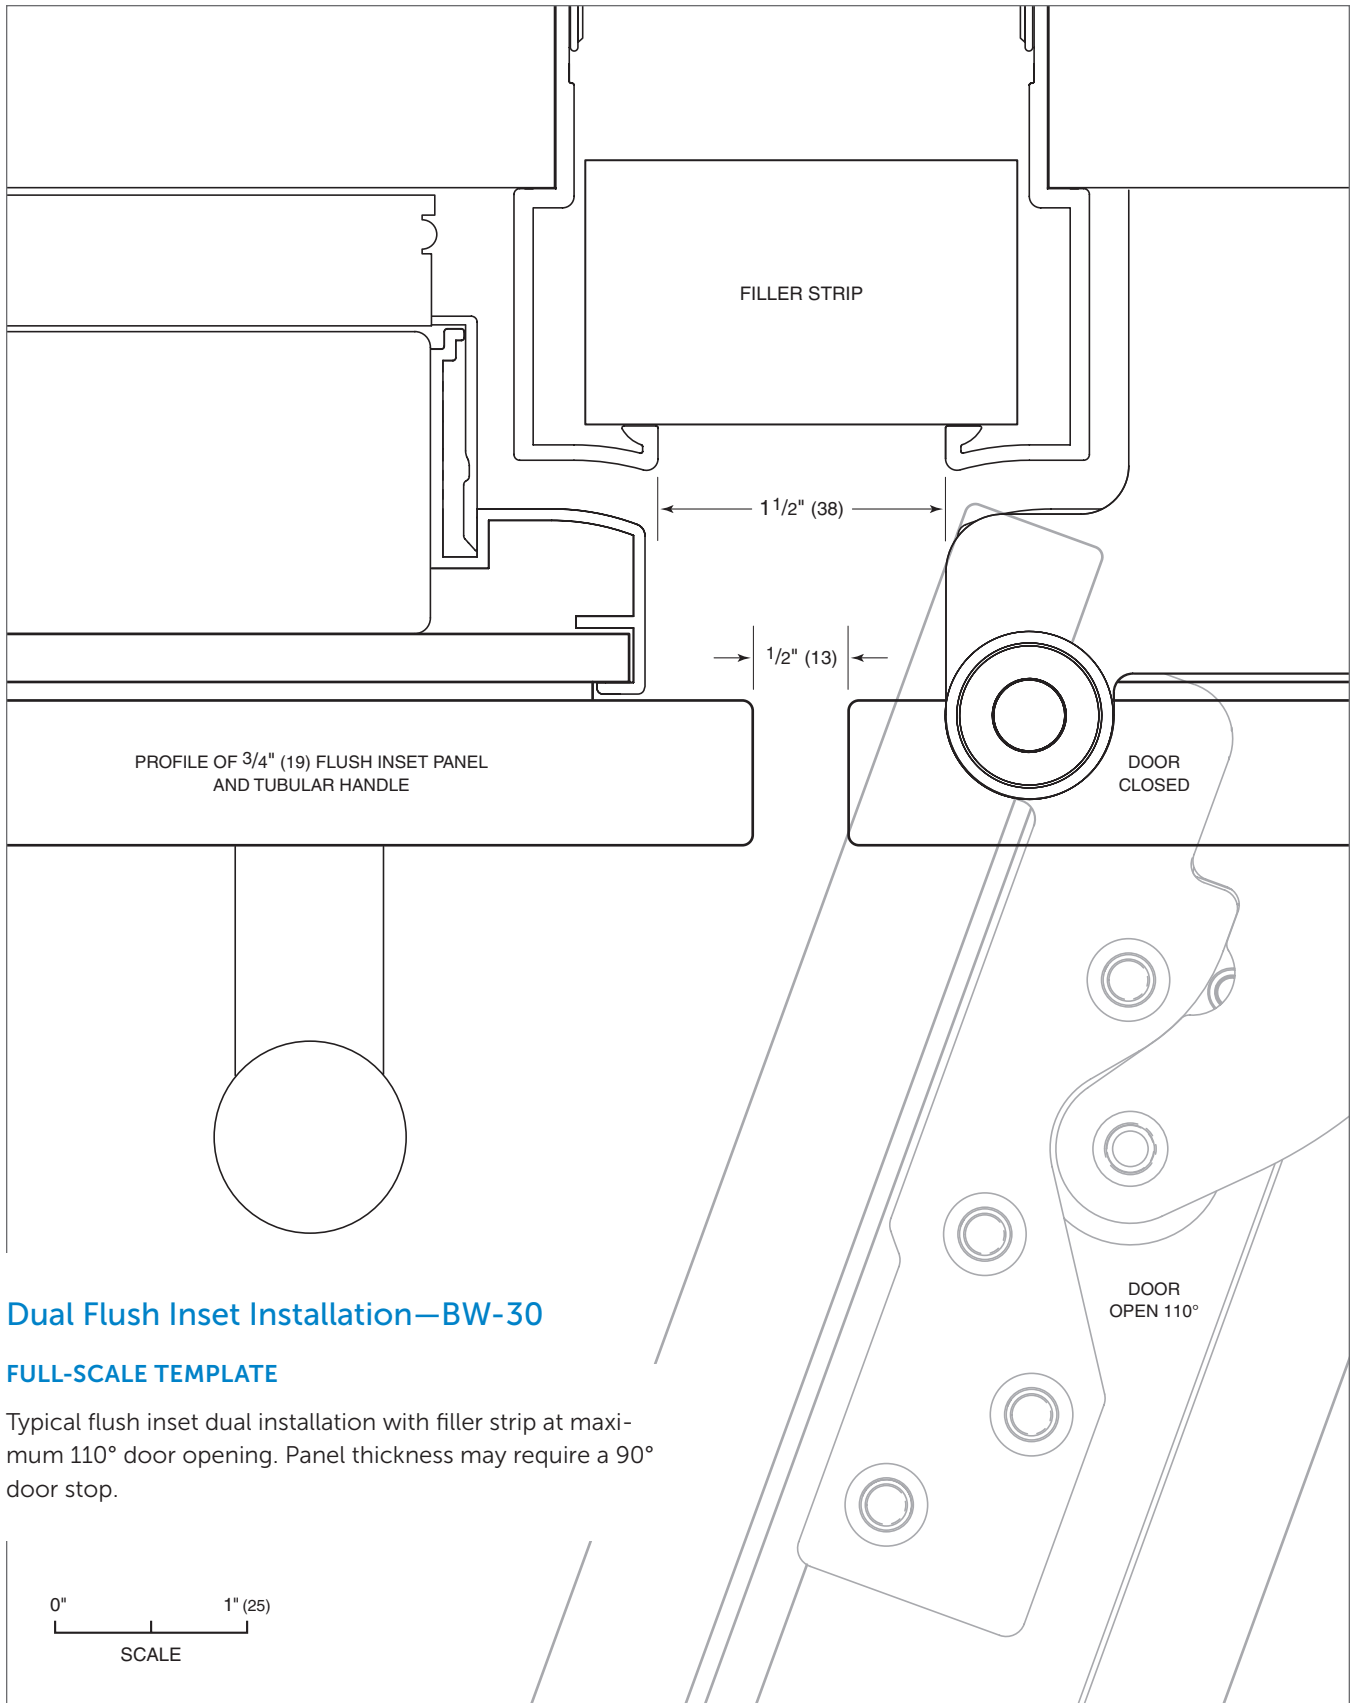 FILLER STRIP
1 1/2" (38)
1/2" (13)
PROFILE OF 3/4" (19) FLUSH INSET PANEL
AND TUBULAR HANDLE
DOOR
CLOSED
DOOR
OPEN 110°
Dual Flush Inset Installation—BW-30
FULL-SCALE TEMPLATE
Typical flush inset dual installation with filler strip at maxi-
mum 110° door opening. Panel thickness may require a 90°
door stop.
0" 1" (25)
SCALE